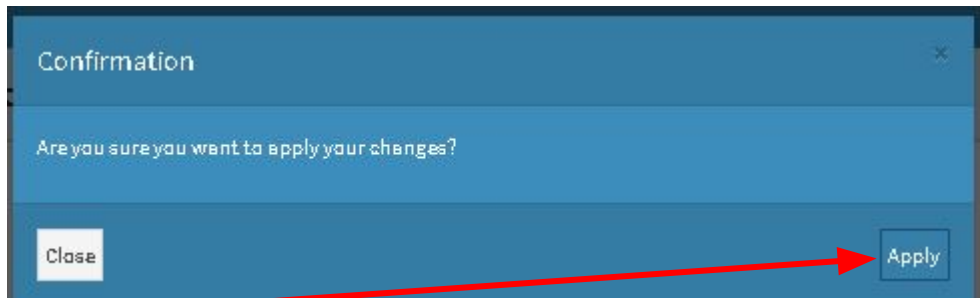 Confirmation
×
Are you sure you want to apply your changes?
Close
Apply